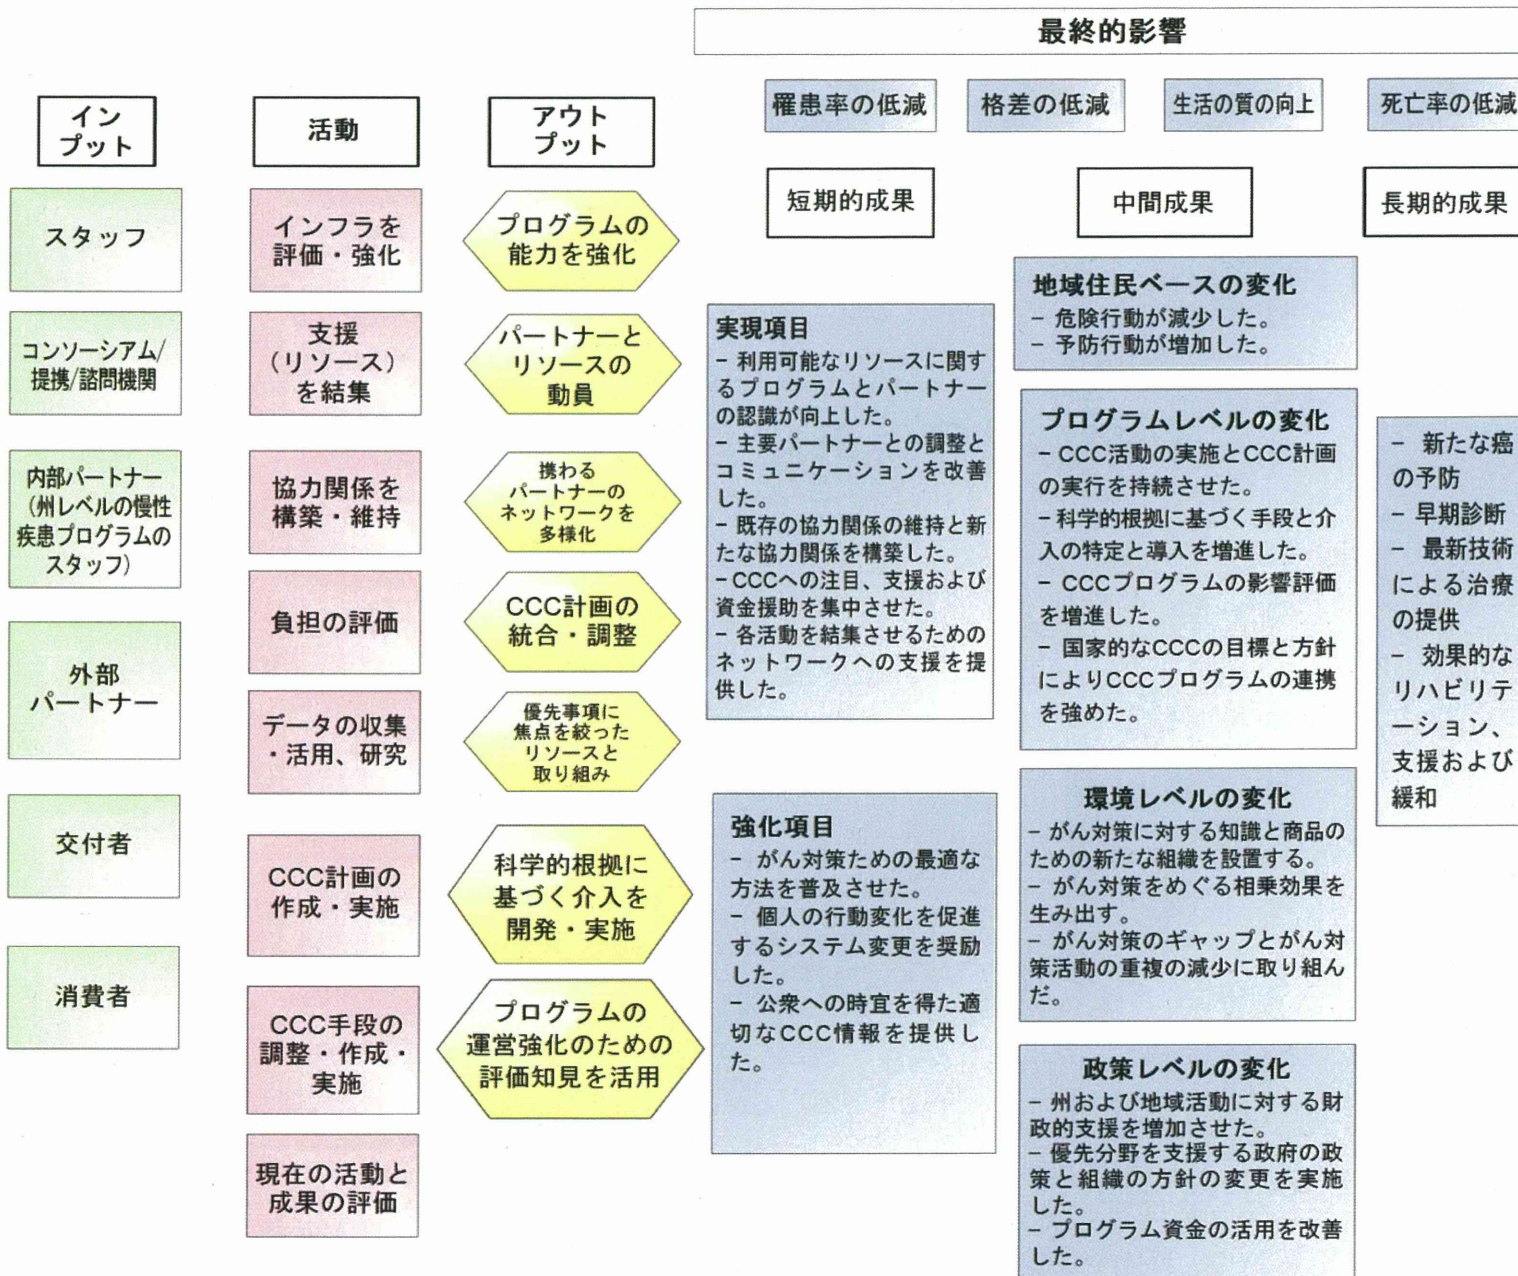 最終的影響
罹患率の低減
格差の低減
生活の質の向上
死亡率の低減
イン
プット
活動
アウト
プット
短期的成果
中間成果
長期的成果
スタッフ
コンソーシアム/
提携/諮問機関
内部パートナー
(州レベルの慢性
疾患プログラムの
スタッフ)
外部
パートナー
交付者
消費者
インフラを
評価・強化
支援
(リソース)
を結集
協力関係を
構築・維持
負担の評価
データの収集
・活用、研究
CCC計画の
作成・実施
CCC手段の
調整・作成・
実施
現在の活動と
成果の評価
プログラムの
能力を強化
パートナーと
リソースの
動員
携わる
パートナーの
ネットワークを
多様化
CCC計画の
統合・調整
優先事項に
焦点を絞った
リソースと
取り組み
科学的根拠に
基づく介入を
開発・実施
プログラムの
運営強化のための
評価知見を活用
実現項目
− 利用可能なリソースに関す
るプログラムとパートナー
の認識が向上した。
− 主要パートナーとの調整と
コミュニケーションを改善
した。
− 既存の協力関係の維持と新
たな協力関係を構築した。
−CCCへの注目、支援および
資金援助を集中させた。
− 各活動を結集させるための
ネットワークへの支援を提
供した。
強化項目
− がん対策ための最適な
方法を普及させた。
− 個人の行動変化を促進
するシステム変更を奨励
した。
− 公衆への時宜を得た適
切なCCC情報を提供し
た。
地域住民ベースの変化
− 危険行動が減少した。
− 予防行動が増加した。
プログラムレベルの変化
− CCC活動の実施とCCC計画
の実行を持続させた。
−科学的根拠に基づく手段と介
入の特定と導入を増進した。
− CCCプログラムの影響評価
を増進した。
− 国家的なCCCの目標と方針
によりCCCプログラムの連携
を強めた。
環境レベルの変化
− がん対策に対する知識と商品の
ための新たな組織を設置する。
− がん対策をめぐる相乗効果を
生み出す。
− がん対策のギャップとがん対
策活動の重複の減少に取り組ん
だ。
政策レベルの変化
− 州および地域活動に対する財
政的支援を増加させた。
− 優先分野を支援する政府の政
策と組織の方針の変更を実施
した。
− プログラム資金の活用を改善
した。
− 新たな癌
の予防
− 早期診断
− 最新技術
による治療
の提供
− 効果的な
リハビリテ
ーション、
支援および
緩和